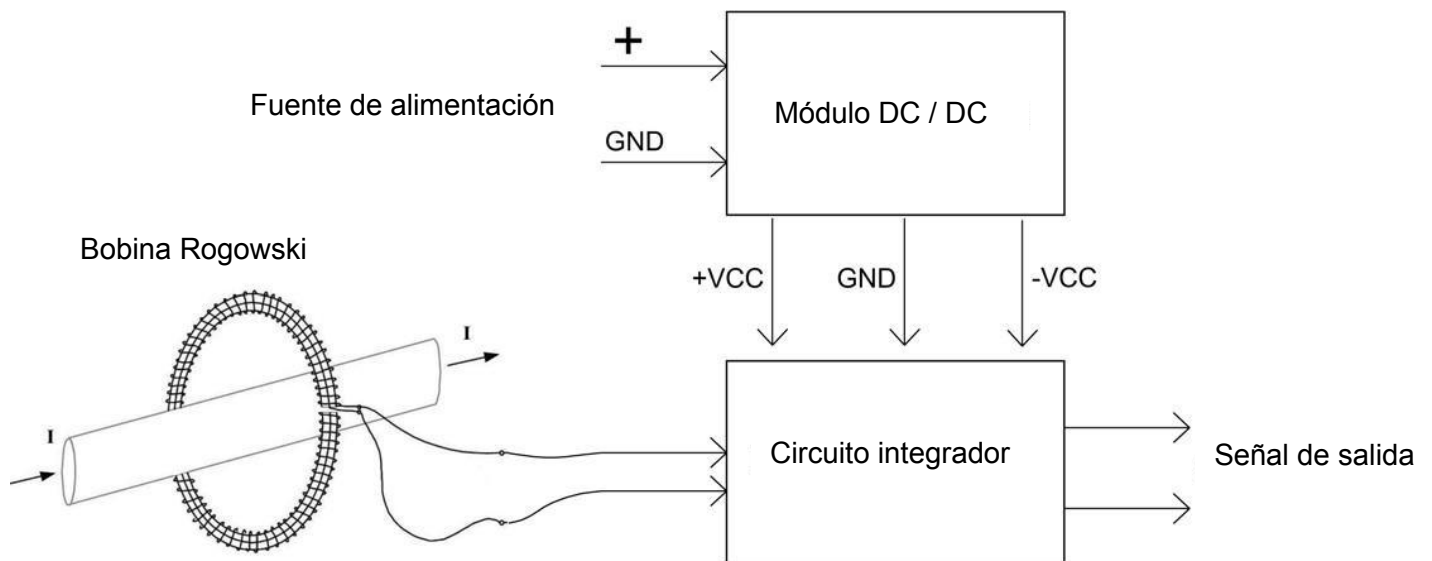 +
Fuente de alimentación
Módulo DC / DC
GND
Bobina Rogowski
+VCC
GND
-VCC
I
I
Circuito integrador
Señal de salida